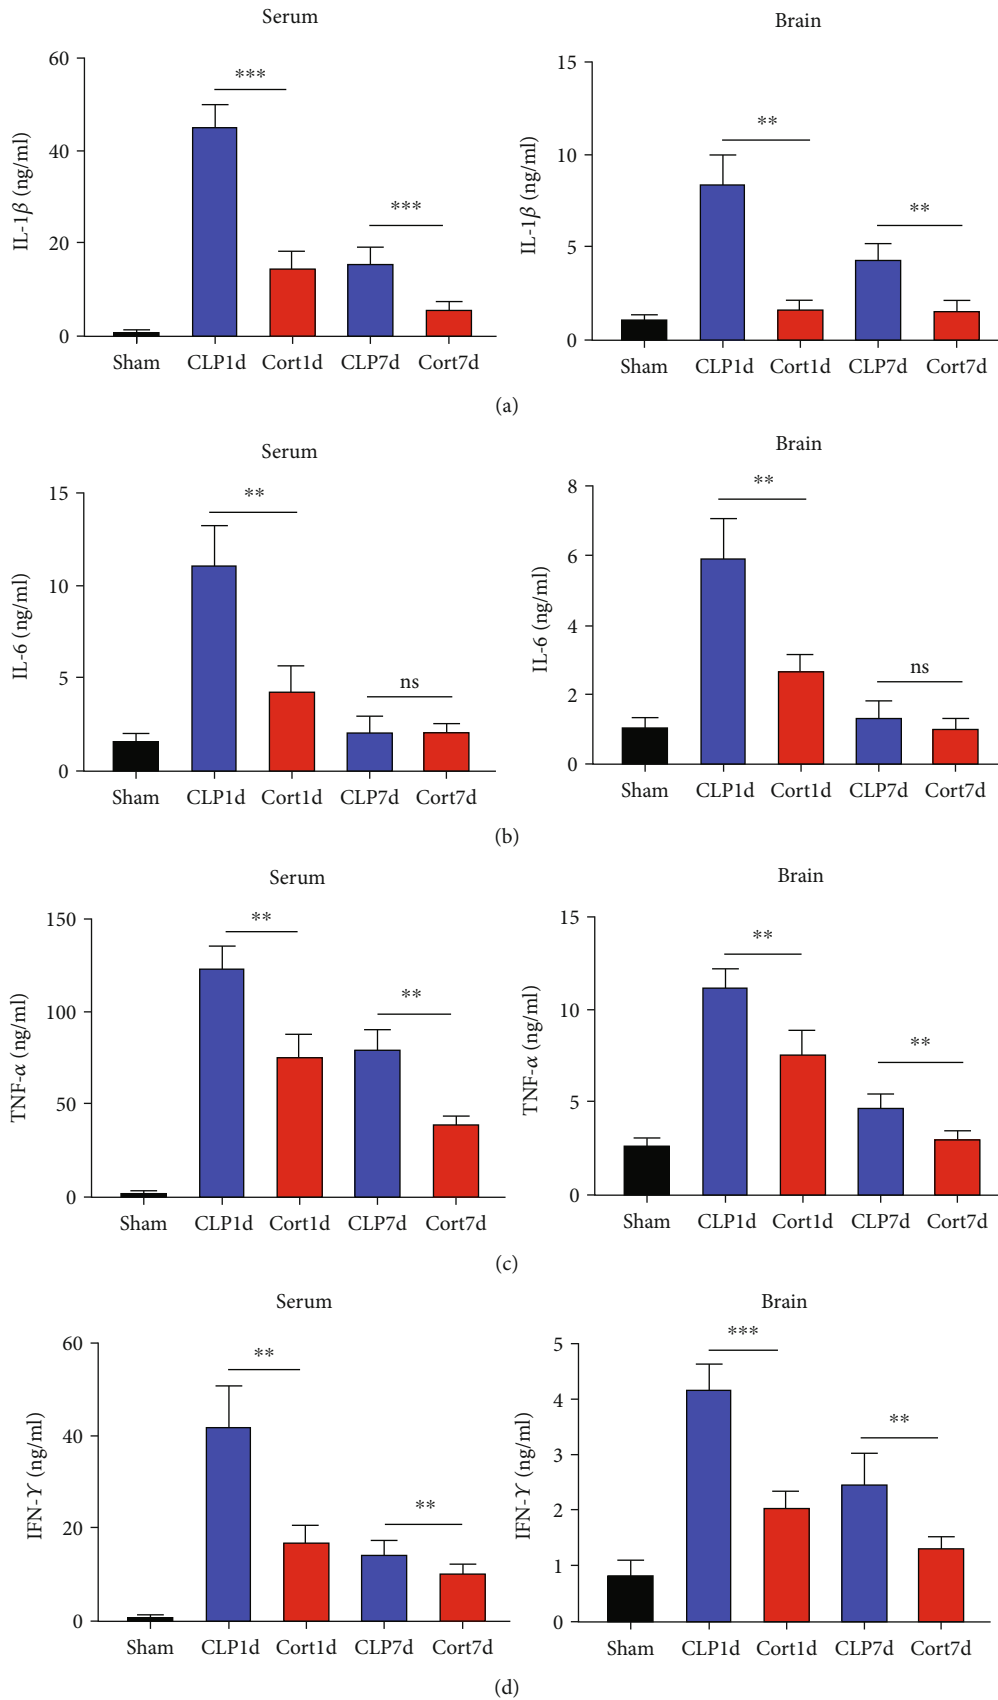 Serum
Brain
IL-1β (ng/ml)
60
40
20
0
***
***
Sham CLP1d Cort1d CLP7d Cort7d
IL-1β (ng/ml)
15
10
5
0
**
**
Sham CLP1d Cort1d CLP7d Cort7d
(a)
Serum
Brain
IL-6 (ng/ml)
15
10
5
0
**
ns
Sham CLP1d Cort1d CLP7d Cort7d
IL-6 (ng/ml)
8
6
4
2
0
**
ns
Sham CLP1d Cort1d CLP7d Cort7d
(b)
Serum
Brain
TNF-α (ng/ml)
150
100
50
0
**
**
Sham CLP1d Cort1d CLP7d Cort7d
TNF-α (ng/ml)
15
10
5
0
**
**
Sham CLP1d Cort1d CLP7d Cort7d
(c)
Serum
Brain
IFN-ϒ (ng/ml)
60
40
20
0
**
**
Sham CLP1d Cort1d CLP7d Cort7d
IFN-ϒ (ng/ml)
5
4
3
2
1
0
***
**
Sham CLP1d Cort1d CLP7d Cort7d
(d)